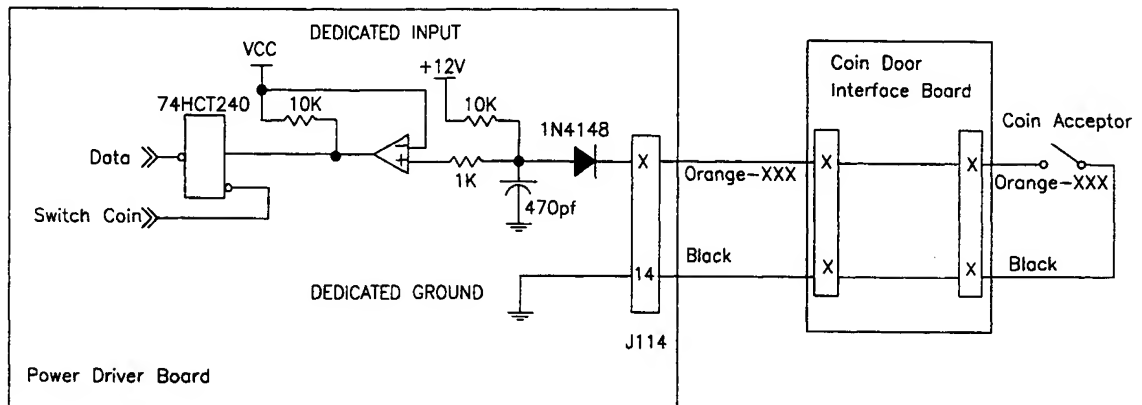 DEDICATED INPUT
VCC
+12V
74HCT240
10K
10K
1N4148
Data
1K
X
Orange-XXX
470pf
Switch Coin
Black
DEDICATED GROUND
14
J114
Power Driver Board
Coin Door
Interface Board
Coin Acceptor
X
X
Orange-XXX
X
X
Black
-
+